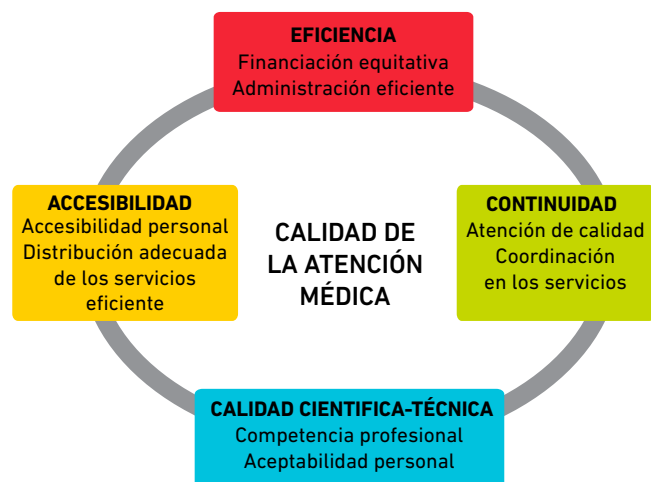 EFICIENCIA
Financiación equitativa
Administración eficiente
ACCESIBILIDAD
Accesibilidad personal
Distribución adecuada
de los servicios
eficiente
CALIDAD DE
LA ATENCIÓN
MÉDICA
CONTINUIDAD
Atención de calidad
Coordinación
en los servicios
CALIDAD CIENTIFICA-TÉCNICA
Competencia profesional
Aceptabilidad personal